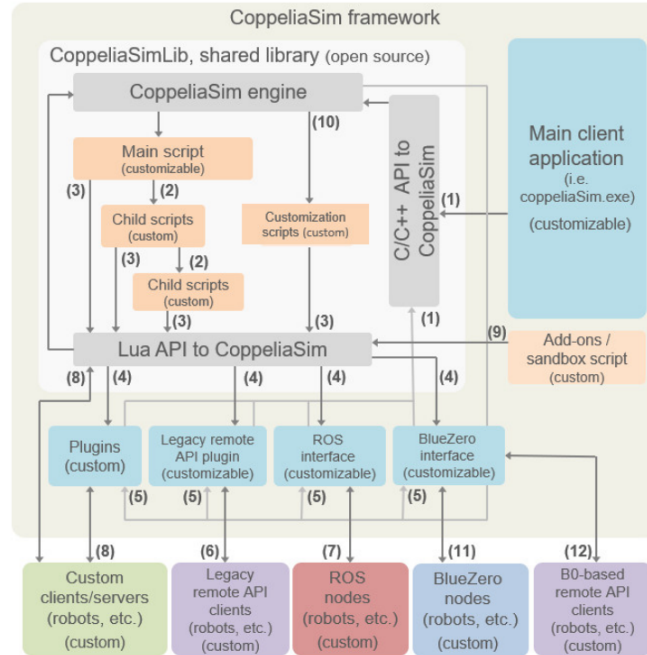 CoppeliaSim framework
CoppeliaSimLib, shared library (open source)
CoppeliaSim engine
(10)
Main script
(customizable)
(3)
(2)
Child scripts
(custom)
(3)
(2)
Child scripts
(custom)
(3)
Customization
scripts (custom)
(3)
C/C++ API to
CoppeliaSim
(1)
(1)
Main client
application
(i.e.
coppeliaSim.exe)
(customizable)
(9)
Add-ons /
sandbox script
(custom)
Lua API to CoppeliaSim
(8)
(4)
(4)
(4)
(4)
Plugins
(custom)
Legacy remote
API plugin
(customizable)
ROS
interface
(customizable)
BlueZero
interface
(customizable)
(5)
(5)
(5)
(5)
(8)
(6)
(7)
(11)
(12)
Custom
clients/servers
(robots, etc.)
(custom)
Legacy
remote API
clients
(robots, etc.)
(custom)
ROS
nodes
(robots, etc.)
(custom)
BlueZero
nodes
(robots, etc.)
(custom)
B0-based
remote API
clients
(robots, etc.)
(custom)